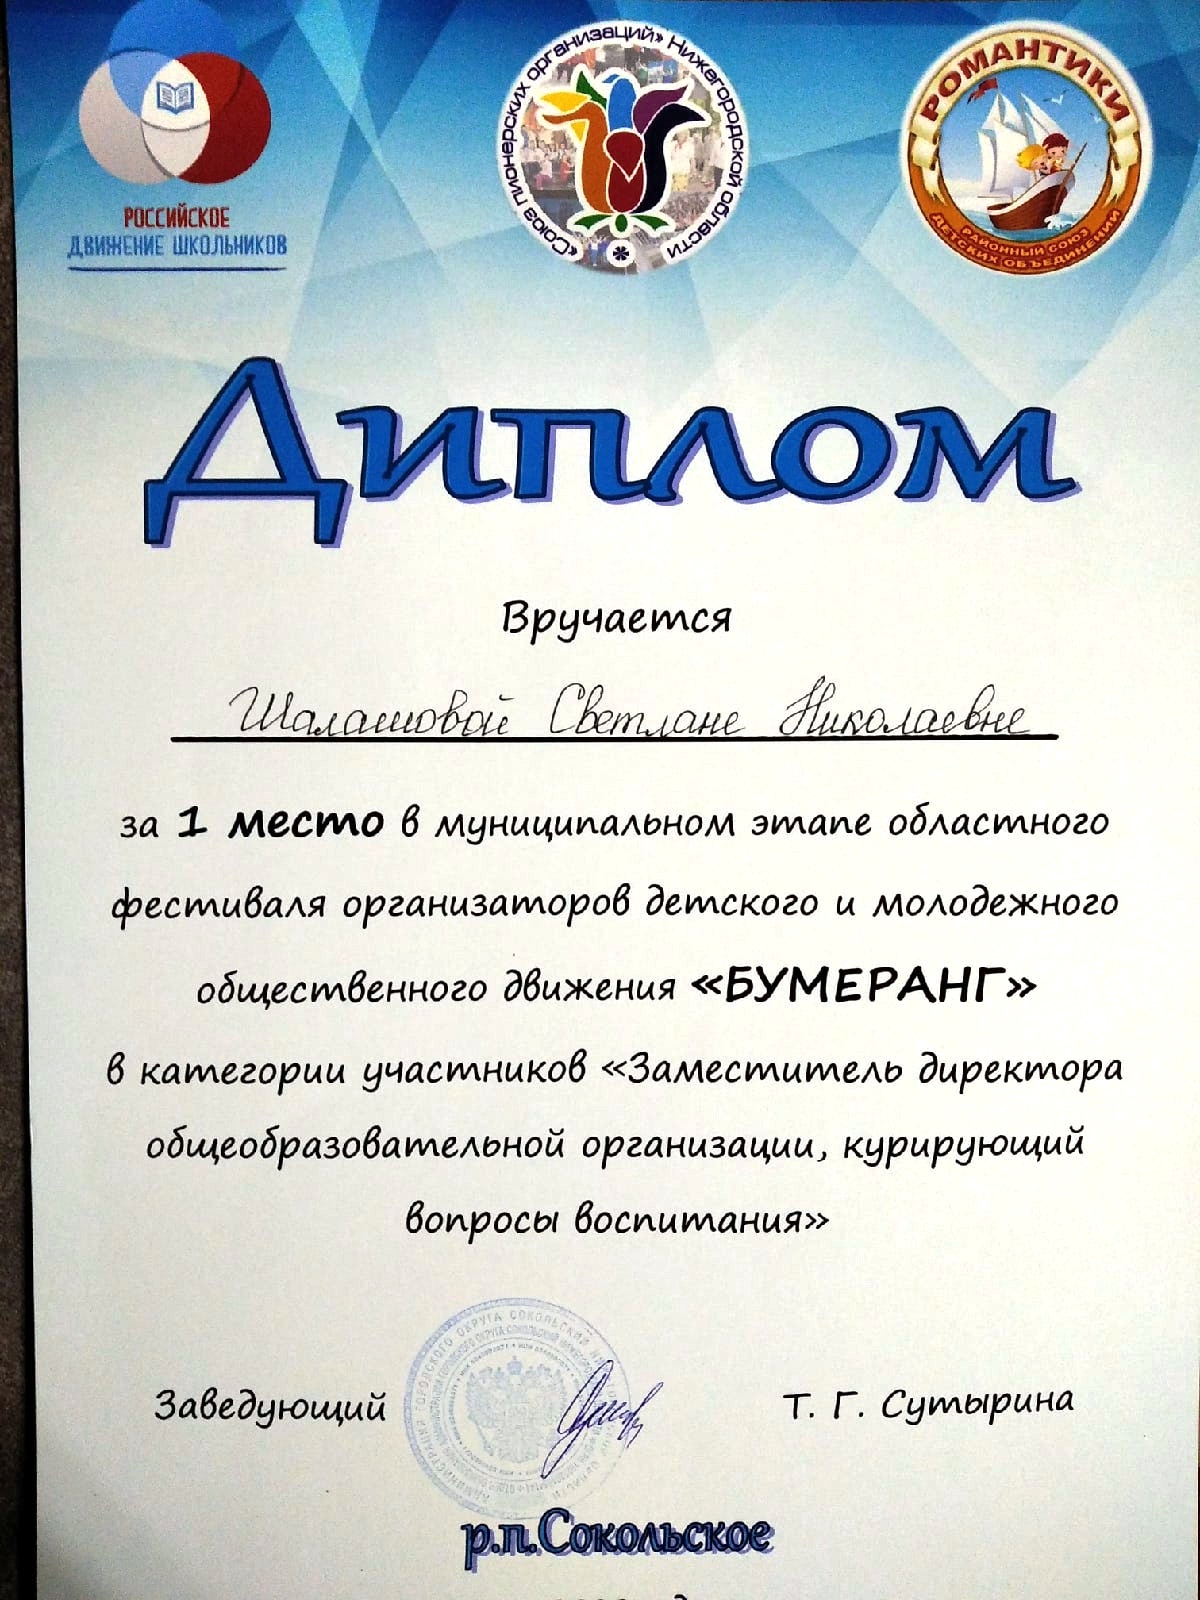 РОССИЙСКОЕ
ДВИЖЕНИЕ ШКОЛЬНИКОВ
«Союз пионерских организаций» Нижегородской области
РОМАНТИКИ
РАЙОННЫЙ СОЮЗ
ДЕТСКИХ ОБЪЕДИНЕНИЙ
Диплом
Вручается
Шалашовой Светлане Николаевне
за 1 место в муниципальном этапе областного
фестиваля организаторов детского и молодежного
общественного движения «БУМЕРАНГ»
в категории участников «Заместитель директора
общеобразовательной организации, курирующий
вопросы воспитания»
Заведующий
Т. Г. Сутырина
р.п.Сокольское